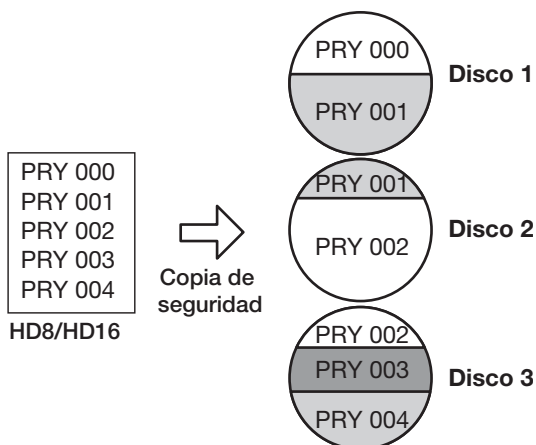 PRY 000
PRY 001
PRY 002
PRY 003
PRY 004
HD8/HD16
Copia de
seguridad
PRY 000
PRY 001
Disco 1
PRY 001
PRY 002
Disco 2
PRY 002
PRY 003
PRY 004
Disco 3